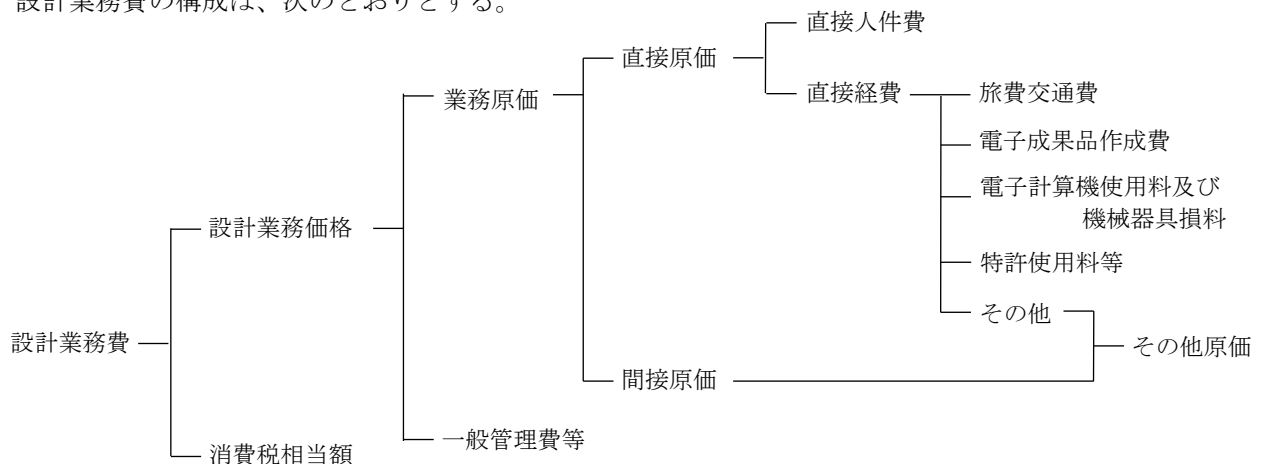 設計業務費の構成は、次のとおりとする。
直接人件費
直接原価
業務原価
直接経費
旅費交通費
電子成果品作成費
電子計算機使用料及び
機械器具損料
設計業務価格
特許使用料等
その他
設計業務費
その他原価
間接原価
一般管理費等
消費税相当額